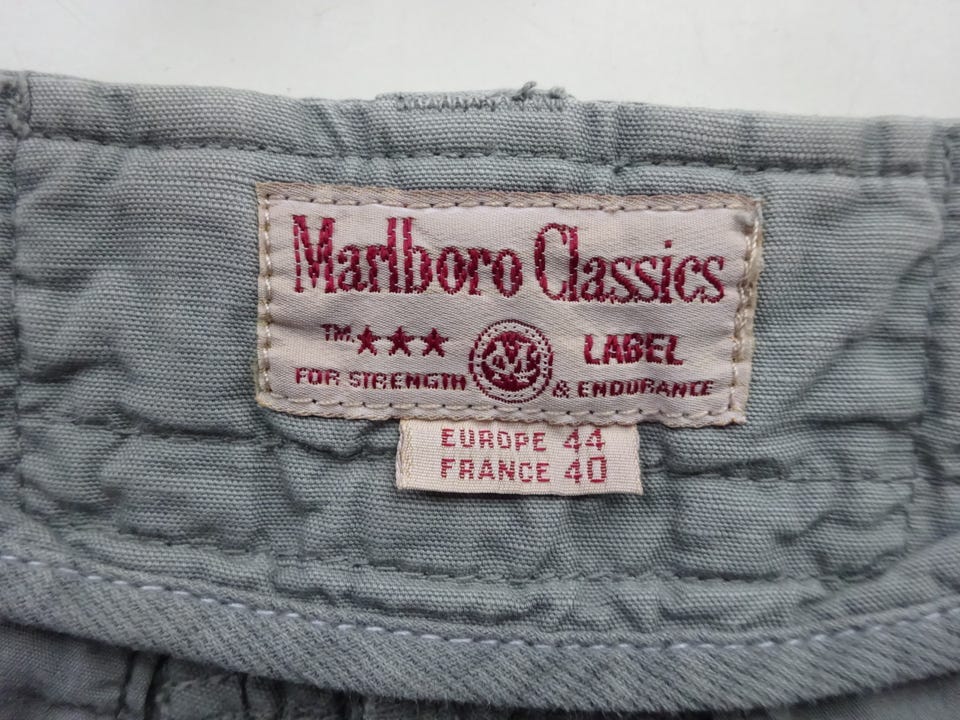 Marlboro Classics
TM. ★★★ LABEL
FOR STRENGTH & ENDURANCE
EUROPE 44
FRANCE 40